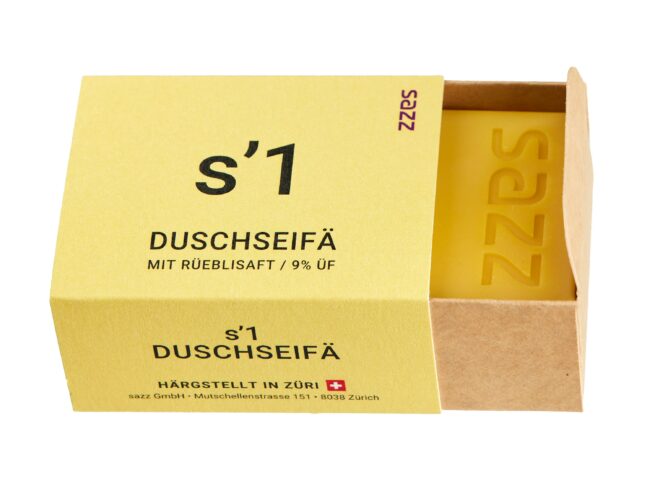 sazz
s'1
DUSCHSEIFÄ
MIT RÜEBLISAFT / 9% ÜF
sazz
s'1
DUSCHSEIFÄ
HÄRGSTELLT IN ZÜRI
sazz GmbH • Mutschellenstrasse 151 • 8038 Zürich